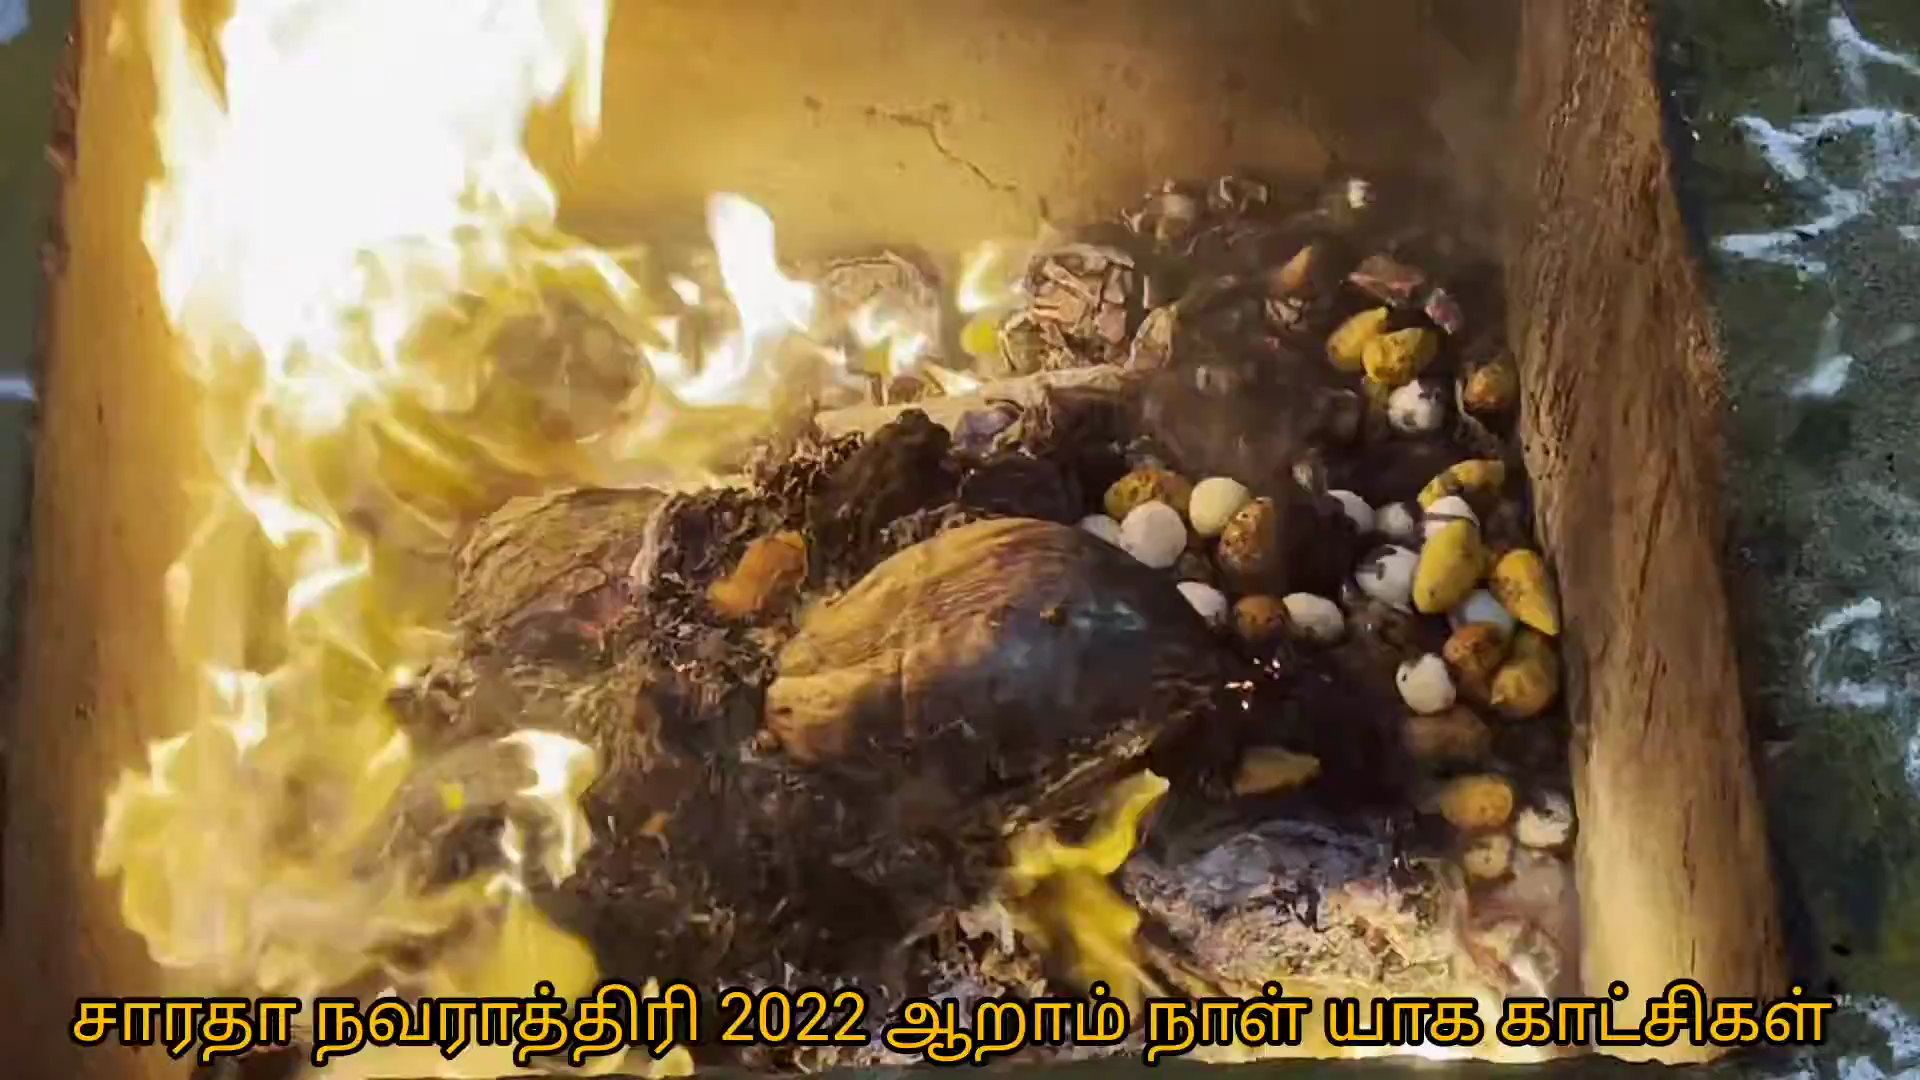 சாரதா நவராத்திரி 2022 ஆறாம் நாள் யாக காட்சிகள்